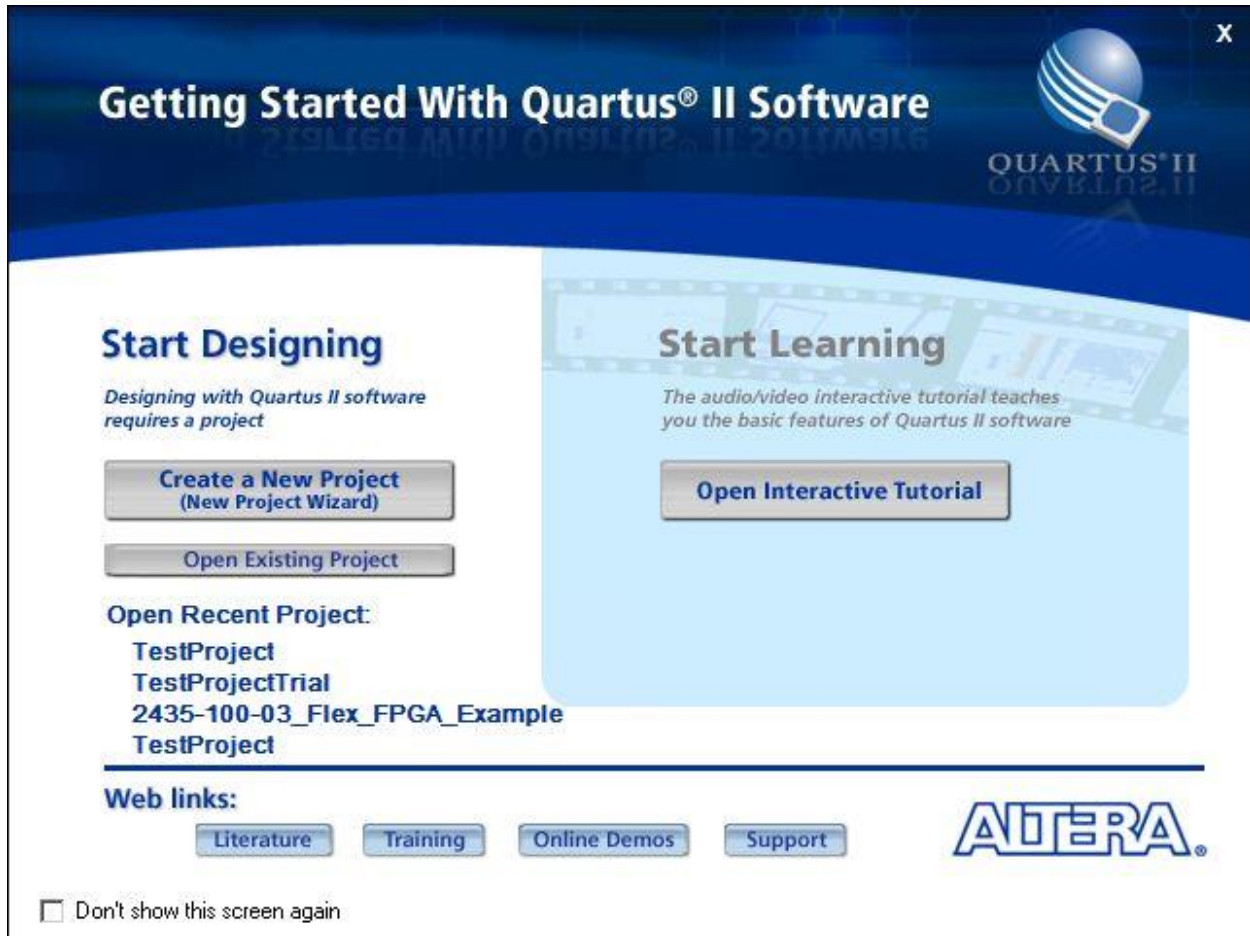 X
Getting Started With Quartus® II Software
QUARTUS® II
Start Designing
Designing with Quartus II software
requires a project
Create a New Project
(New Project Wizard)
Open Existing Project
Open Recent Project:
TestProject
TestProjectTrial
2435-100-03_Flex_FPGA_Example
TestProject
Start Learning
The audio/video interactive tutorial teaches
you the basic features of Quartus II software
Open Interactive Tutorial
Web links:
Literature Training Online Demos Support
ALTERA®
Don't show this screen again